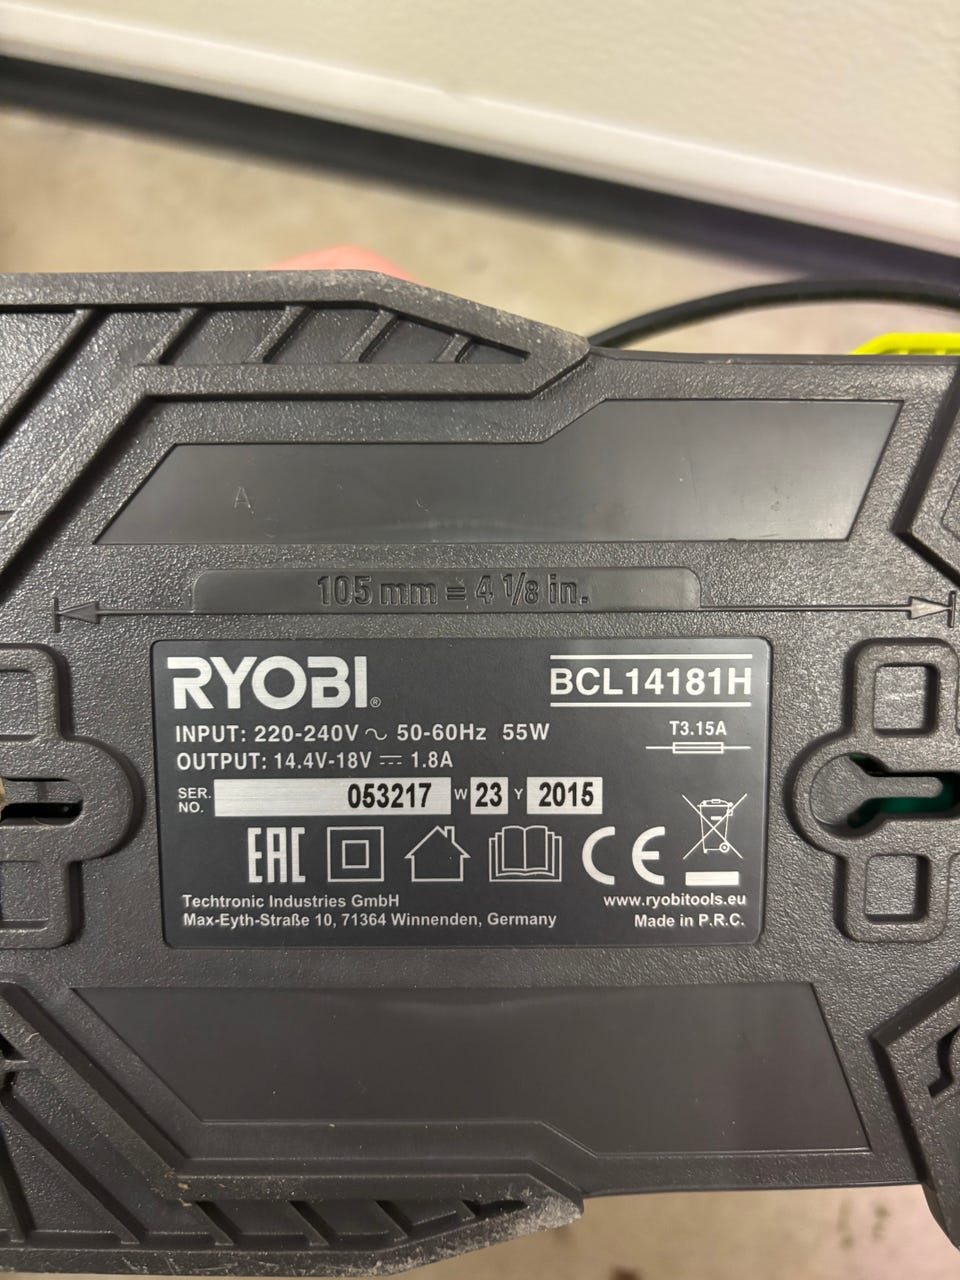 A
105 mm ≅ 4 1/8 in.
RYOBI®
BCL14181H
INPUT: 220-240V ~ 50-60Hz 55W
T3.15A
OUTPUT: 14.4V-18V ⎓ 1.8A
SER. NO. 053217 W 23 Y 2015
EAC
CE
Techtronic Industries GmbH
www.ryobitools.eu
Max-Eyth-Straße 10, 71364 Winnenden, Germany
Made in P.R.C.